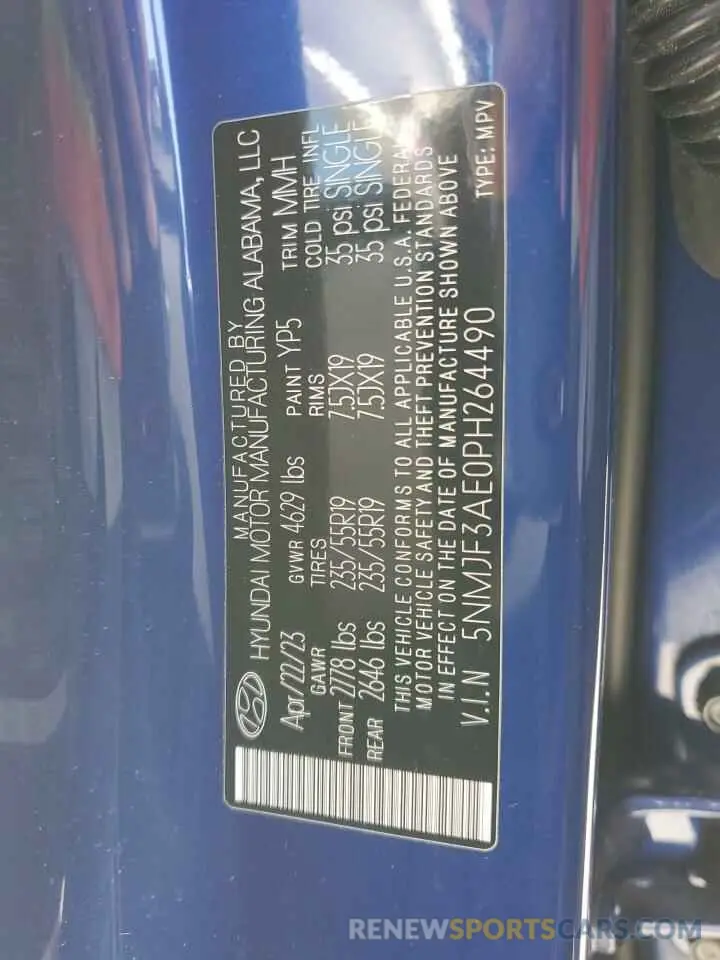 MANUFACTURED BY
HYUNDAI MOTOR MANUFACTURING ALABAMA, LLC
Apr/22/23 GVWR 4629 lbs PAINT YP5 TRIM MMH
GAWR TIRES RIMS COLD TIRE INFL
FRONT 2778 lbs 235/55R19 7.5JX19 35 psi SINGLE
REAR 2646 lbs 235/55R19 7.5JX19 35 psi SINGLE
THIS VEHICLE CONFORMS TO ALL APPLICABLE U.S.A. FEDERAL
MOTOR VEHICLE SAFETY AND THEFT PREVENTION STANDARDS
IN EFFECT ON THE DATE OF MANUFACTURE SHOWN ABOVE
V.I.N 5NMJF3AE0PH264490 TYPE: MPV
RENEWSPORTSCARS.COM